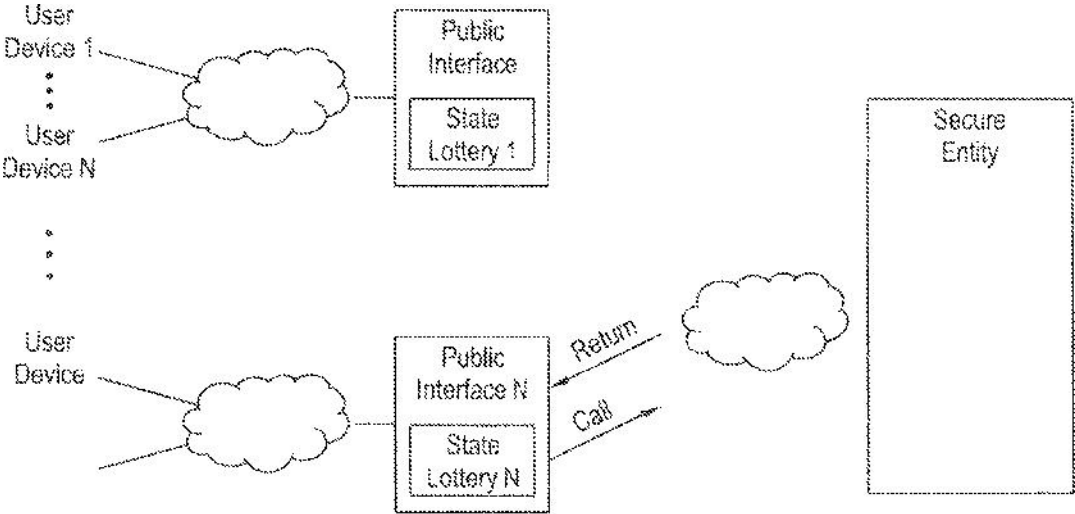 User
Device 1
User
Device N
Public
Interface
State
Lottery 1
Secure
Entity
User
Device
Public
Interface N
State
Lottery N
Return
Call